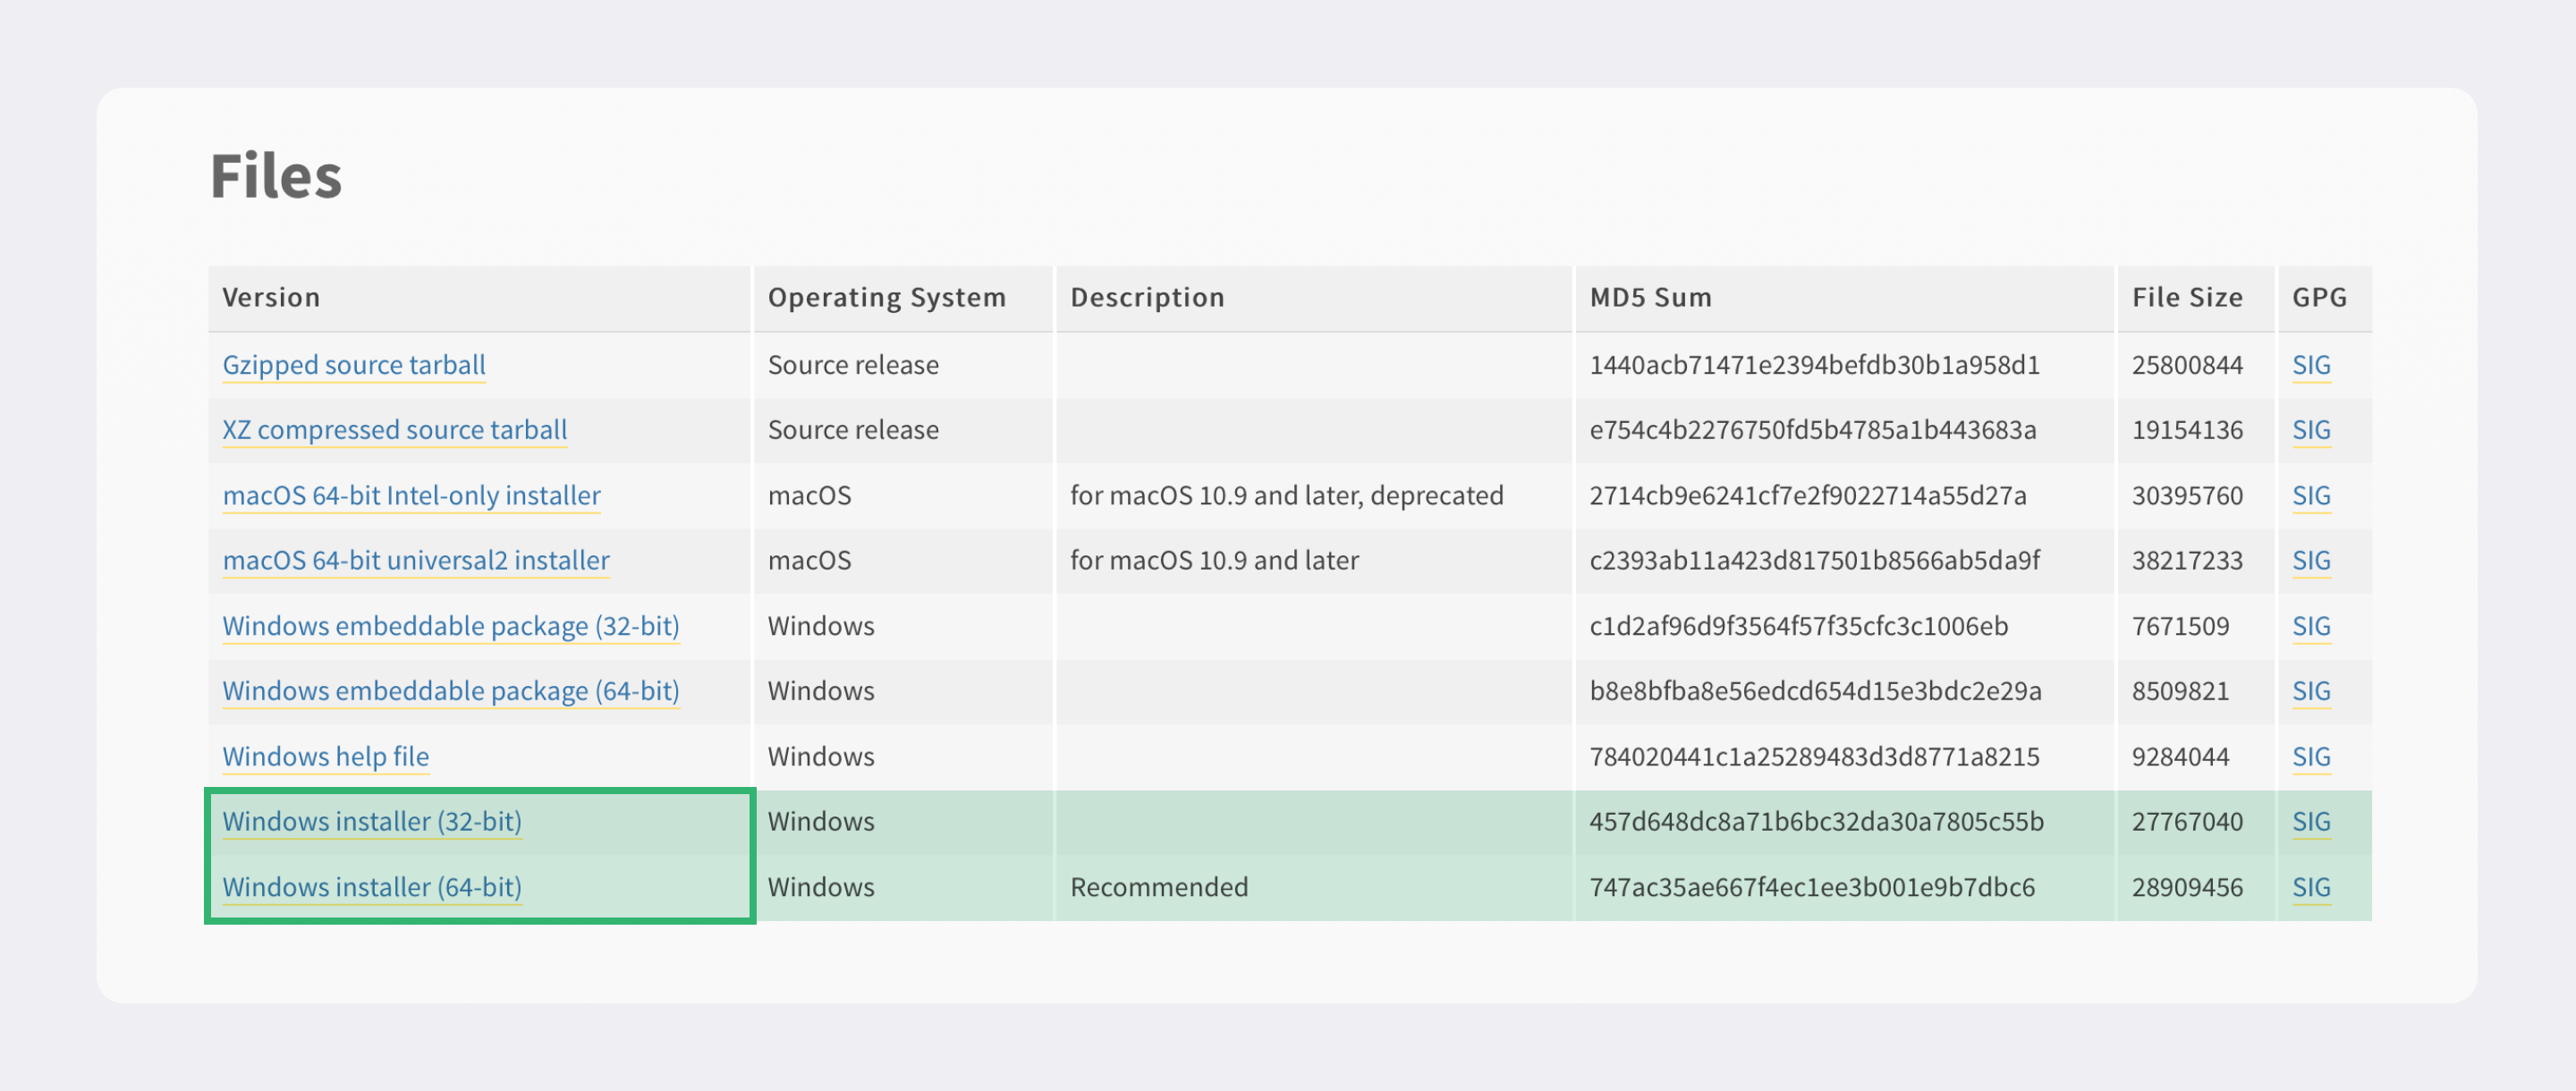 Files
Version Operating System Description MD5 Sum File Size GPG
Gzipped source tarball Source release 1440acb71471e2394befdb30b1a958d1 25800844 SIG
XZ compressed source tarball Source release e754c4b2276750fd5b4785a1b443683a 19154136 SIG
macOS 64-bit Intel-only installer macOS for macOS 10.9 and later, deprecated 2714cb9e6241cf7e2f9022714a55d27a 30395760 SIG
macOS 64-bit universal2 installer macOS for macOS 10.9 and later c2393ab11a423d817501b8566ab5da9f 38217233 SIG
Windows embeddable package (32-bit) Windows c1d2af96d9f3564f57f35cfc3c1006eb 7671509 SIG
Windows embeddable package (64-bit) Windows b8e8bfba8e56edcd654d15e3bdc2e29a 8509821 SIG
Windows help file Windows 784020441c1a25289483d3d8771a8215 9284044 SIG
Windows installer (32-bit) Windows 457d648dc8a71b6bc32da30a7805c55b 27767040 SIG
Windows installer (64-bit) Windows Recommended 747ac35ae667f4ec1ee3b001e9b7dbc6 28909456 SIG